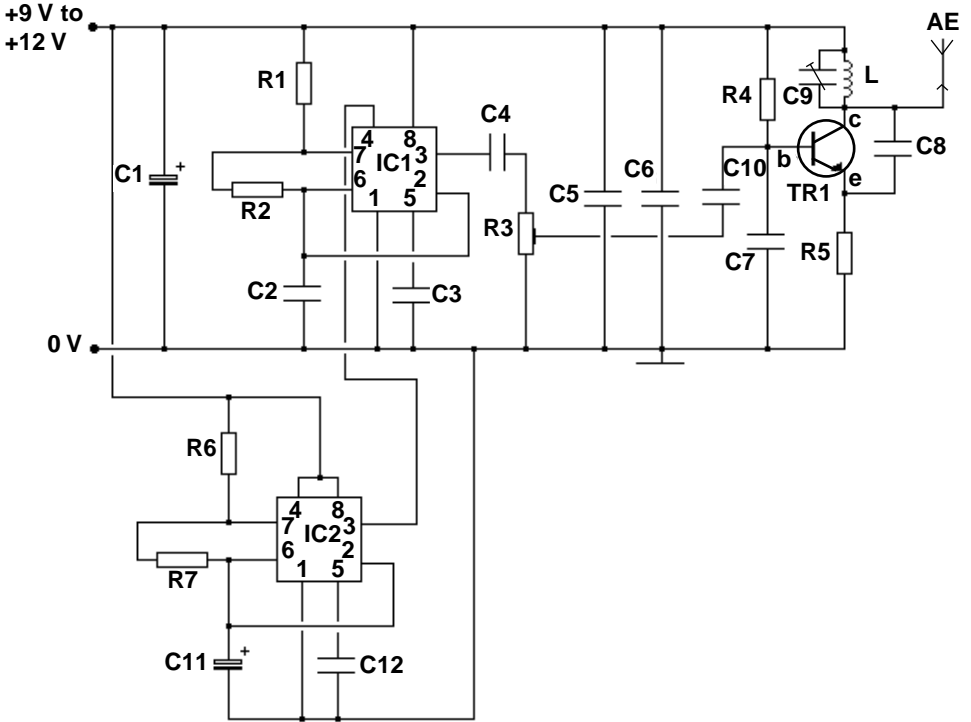 +9 V to
+12 V
AE
R1
C4
R4
C9
L
4
8
7
IC1
3
6
2
1
5
c
b
e
TR1
C8
C10
C1
+
R2
R3
C5
C6
C7
R5
C2
C3
0 V
R6
4
8
7
IC2
3
6
2
1
5
R7
C11
+
C12